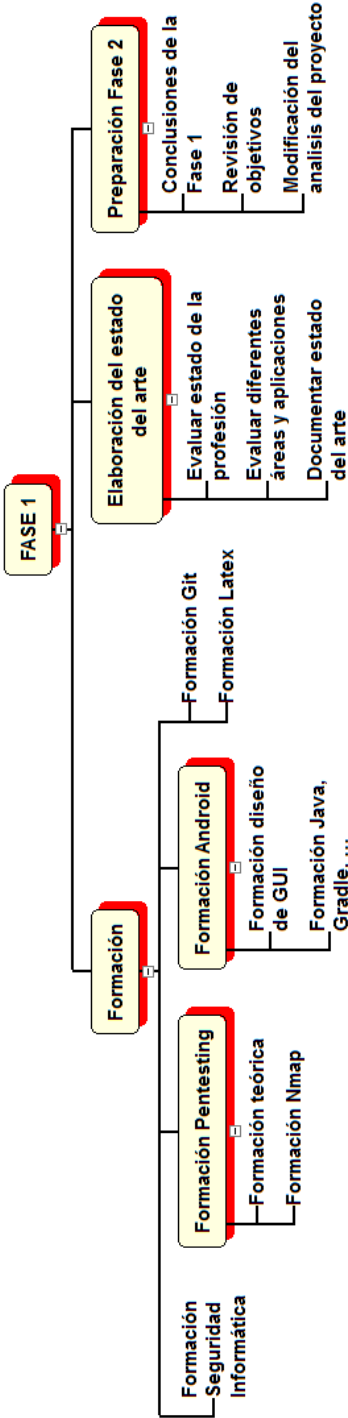 FASE 1
Formación
Elaboración del estado
del arte
Preparación Fase 2
Formación
Seguridad
Informática
Formación Pentesting
Formación teórica
Formación Nmap
Formación Android
Formación diseño
de GUI
Formación Java,
Gradle, ...
Formación Git
Formación Latex
Evaluar estado de la
profesión
Evaluar diferentes
áreas y aplicaciones
Documentar estado
del arte
Conclusiones de la
Fase 1
Revisión de
objetivos
Modificación del
analisis del proyecto